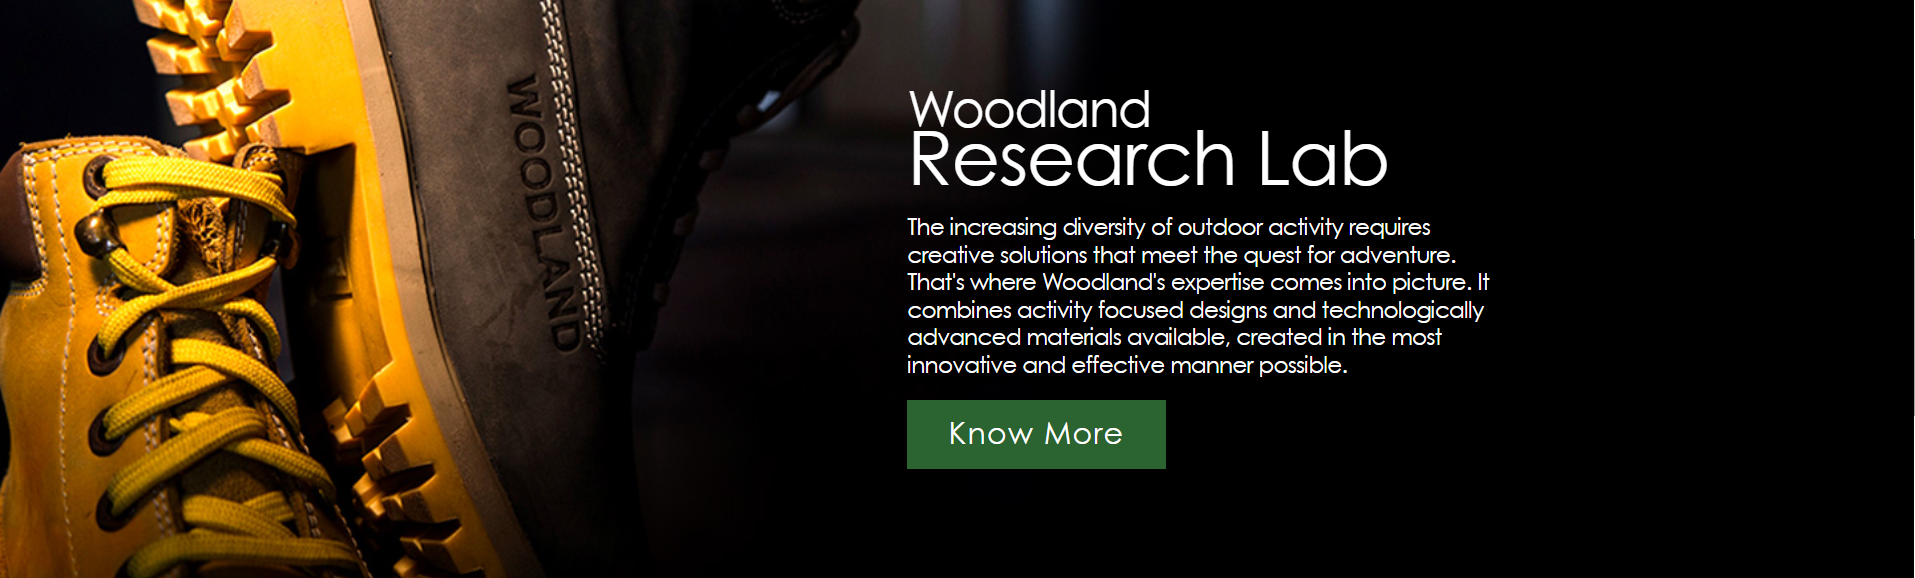 WOODLAND
Woodland
Research Lab
The increasing diversity of outdoor activity requires
creative solutions that meet the quest for adventure.
That's where Woodland's expertise comes into picture. It
combines activity focused designs and technologically
advanced materials available, created in the most
innovative and effective manner possible.
Know More